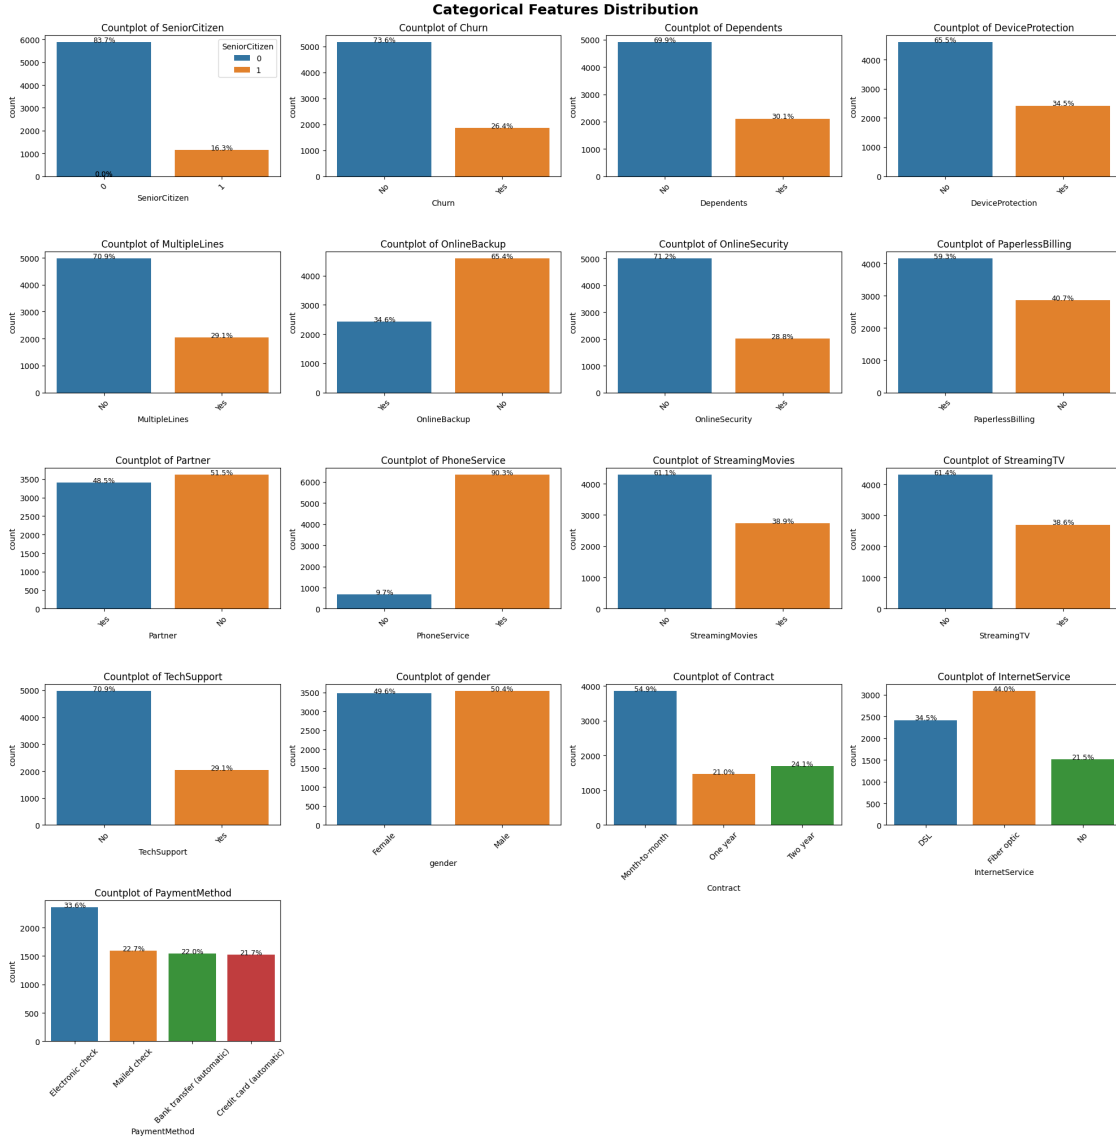 Categorical Features Distribution
Countplot of SeniorCitizen
6000
5000
4000
3000
2000
1000
0
count
83.7%
16.3%
0.0%
SeniorCitizen
0
1
0
1
SeniorCitizen
Countplot of Churn
5000
4000
3000
2000
1000
0
count
73.6%
26.4%
No
Yes
Churn
Countplot of Dependents
5000
4000
3000
2000
1000
0
count
69.9%
30.1%
No
Yes
Dependents
Countplot of DeviceProtection
4000
3000
2000
1000
0
count
65.5%
34.5%
No
Yes
DeviceProtection
Countplot of MultipleLines
5000
4000
3000
2000
1000
0
count
70.9%
29.1%
No
Yes
MultipleLines
Countplot of OnlineBackup
4000
3000
2000
1000
0
count
34.6%
65.4%
Yes
No
OnlineBackup
Countplot of OnlineSecurity
5000
4000
3000
2000
1000
0
count
71.2%
28.8%
No
Yes
OnlineSecurity
Countplot of PaperlessBilling
4000
3000
2000
1000
0
count
59.3%
40.7%
Yes
No
PaperlessBilling
Countplot of Partner
3500
3000
2500
2000
1500
1000
500
0
count
48.5%
51.5%
Yes
No
Partner
Countplot of PhoneService
6000
5000
4000
3000
2000
1000
0
count
9.7%
90.3%
No
Yes
PhoneService
Countplot of StreamingMovies
4000
3000
2000
1000
0
count
61.1%
38.9%
No
Yes
StreamingMovies
Countplot of StreamingTV
4000
3000
2000
1000
0
count
61.4%
38.6%
No
Yes
StreamingTV
Countplot of TechSupport
5000
4000
3000
2000
1000
0
count
70.9%
29.1%
No
Yes
TechSupport
Countplot of gender
3500
3000
2500
2000
1500
1000
500
0
count
49.6%
50.4%
Female
Male
gender
Countplot of Contract
4000
3000
2000
1000
0
count
54.9%
21.0%
24.1%
Month-to-month
One year
Two year
Contract
Countplot of InternetService
3000
2500
2000
1500
1000
500
0
count
34.5%
44.0%
21.5%
DSL
Fiber optic
No
InternetService
Countplot of PaymentMethod
2000
1500
1000
500
0
count
33.6%
22.7%
22.0%
21.7%
Electronic check
Mailed check
Bank transfer (automatic)
Credit card (automatic)
PaymentMethod